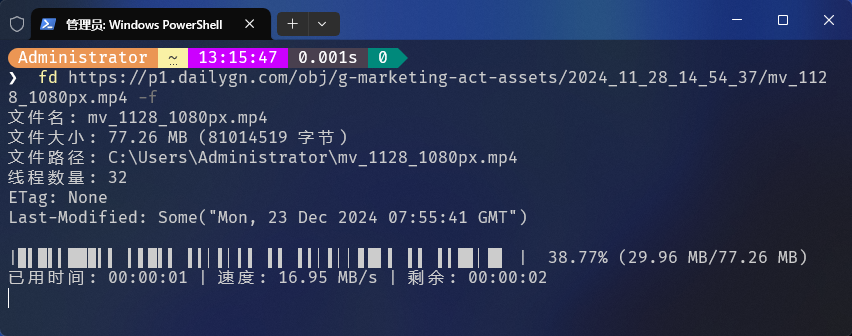 管理员: Windows PowerShell
Administrator ~ 13:15:47 0.001s 0
❯ fd https://p1.dailygn.com/obj/g-marketing-act-assets/2024_11_28_14_54_37/mv_112
8_1080px.mp4 -f
文件名: mv_1128_1080px.mp4
文件大小: 77.26 MB (81014519 字节)
文件路径: C:\Users\Administrator\mv_1128_1080px.mp4
线程数量: 32
ETag: None
Last-Modified: Some("Mon, 23 Dec 2024 07:55:41 GMT")
38.77% (29.96 MB/77.26 MB)
已用时间: 00:00:01 | 速度: 16.95 MB/s | 剩余: 00:00:02